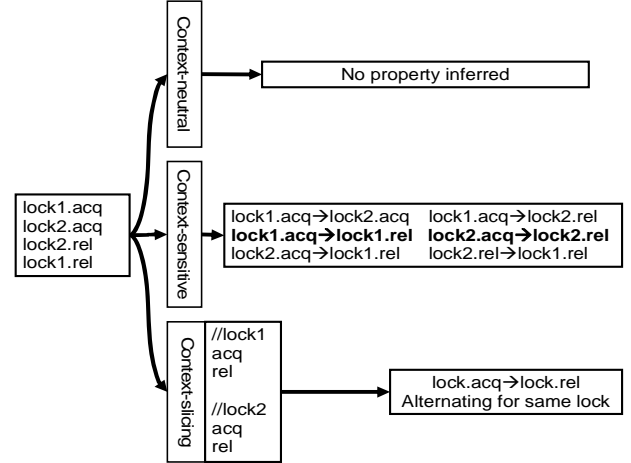 Context-neutral
No property inferred
lock1.acq
lock2.acq
lock2.rel
lock1.rel
Context-sensitive
lock1.acq→lock2.acq lock1.acq→lock2.rel
lock1.acq→lock1.rel lock2.acq→lock2.rel
lock2.acq→lock1.rel lock2.rel→lock1.rel
Context-slicing
//lock1
acq
rel
//lock2
acq
rel
lock.acq→lock.rel
Alternating for same lock